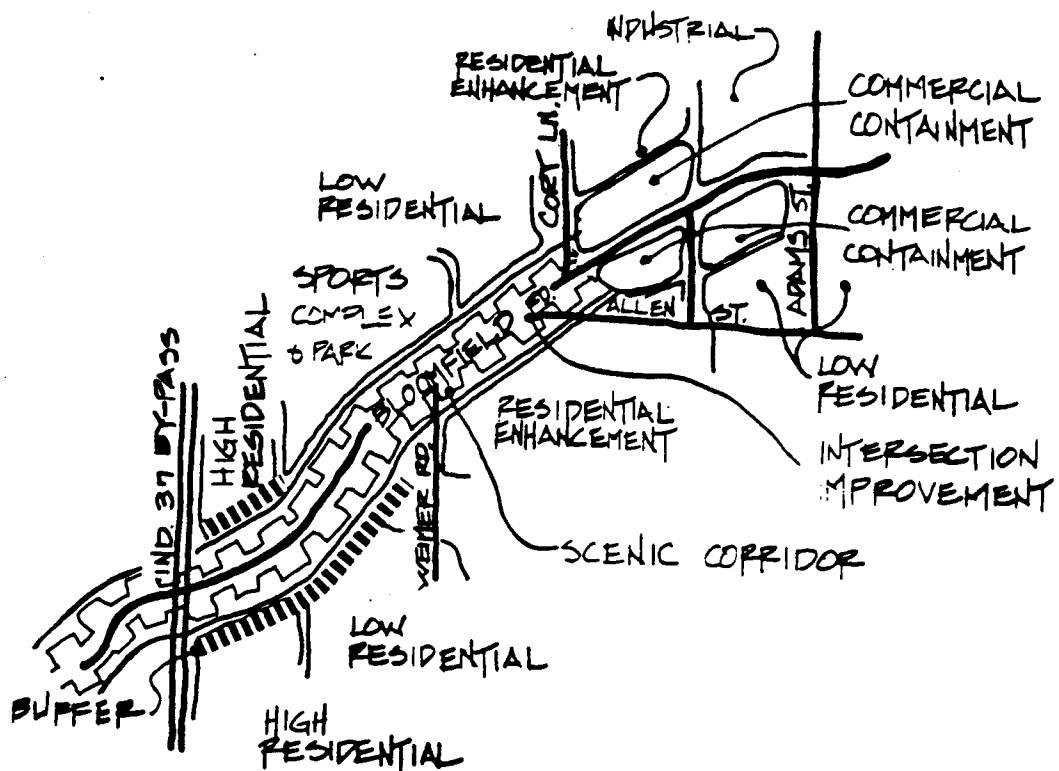 INDUSTRIAL
RESIDENTIAL
ENHANCEMENT
COMMERCIAL
CONTAINMENT
CORY LN.
LOW
RESIDENTIAL
ADAMS ST.
COMMERCIAL
CONTAINMENT
SPORTS
COMPLEX
& PARK
ALLEN ST.
BLOOMFIELD RD.
IND. 37 BY-PASS
HIGH
RESIDENTIAL
LOW
RESIDENTIAL
RESIDENTIAL
ENHANCEMENT
INTERSECTION
IMPROVEMENT
WEIMER RD.
SCENIC CORRIDOR
LOW
RESIDENTIAL
BUFFER
HIGH
RESIDENTIAL